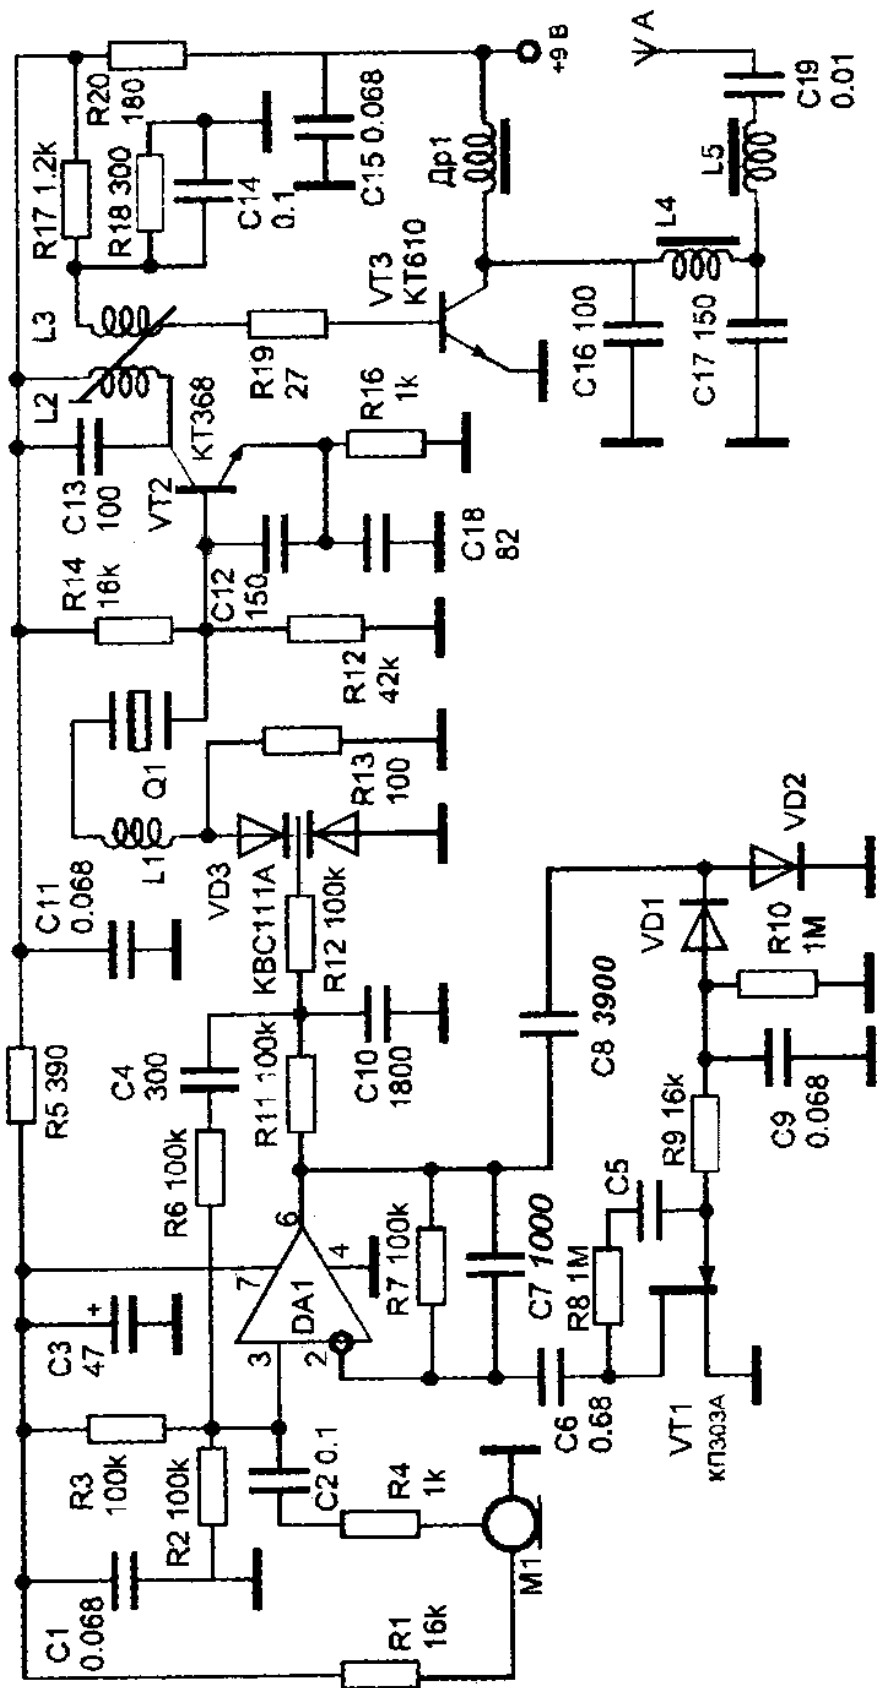 C1
0.068
R1
16k
R2 100k
R3
100k
C3
47
+
C2 0.1
R4
1k
M1
3
2
7
6
4
DA1
R5 390
R6 100k
C4
300
R11 100k
C10
1800
R7 100k
C7 1000
C6
0.68
R8 1M
C5
VT1
КП303А
R9 16k
C9
0.068
R10
1M
VD1
VD2
C8 3900
C11
0.068
L1
Q1
VD3
КВС111А
R12 100k
R13
100
R14
16k
R12
42k
C12
150
C13
100
VT2
КТ368
C18
82
R16
1k
L2
L3
R19
27
R17 1.2k
R18 300
C14
0.1
R20
180
C15 0.068
VT3
КТ610
Др1
+9 В
C16 100
C17 150
L4
L5
C19
0.01
А